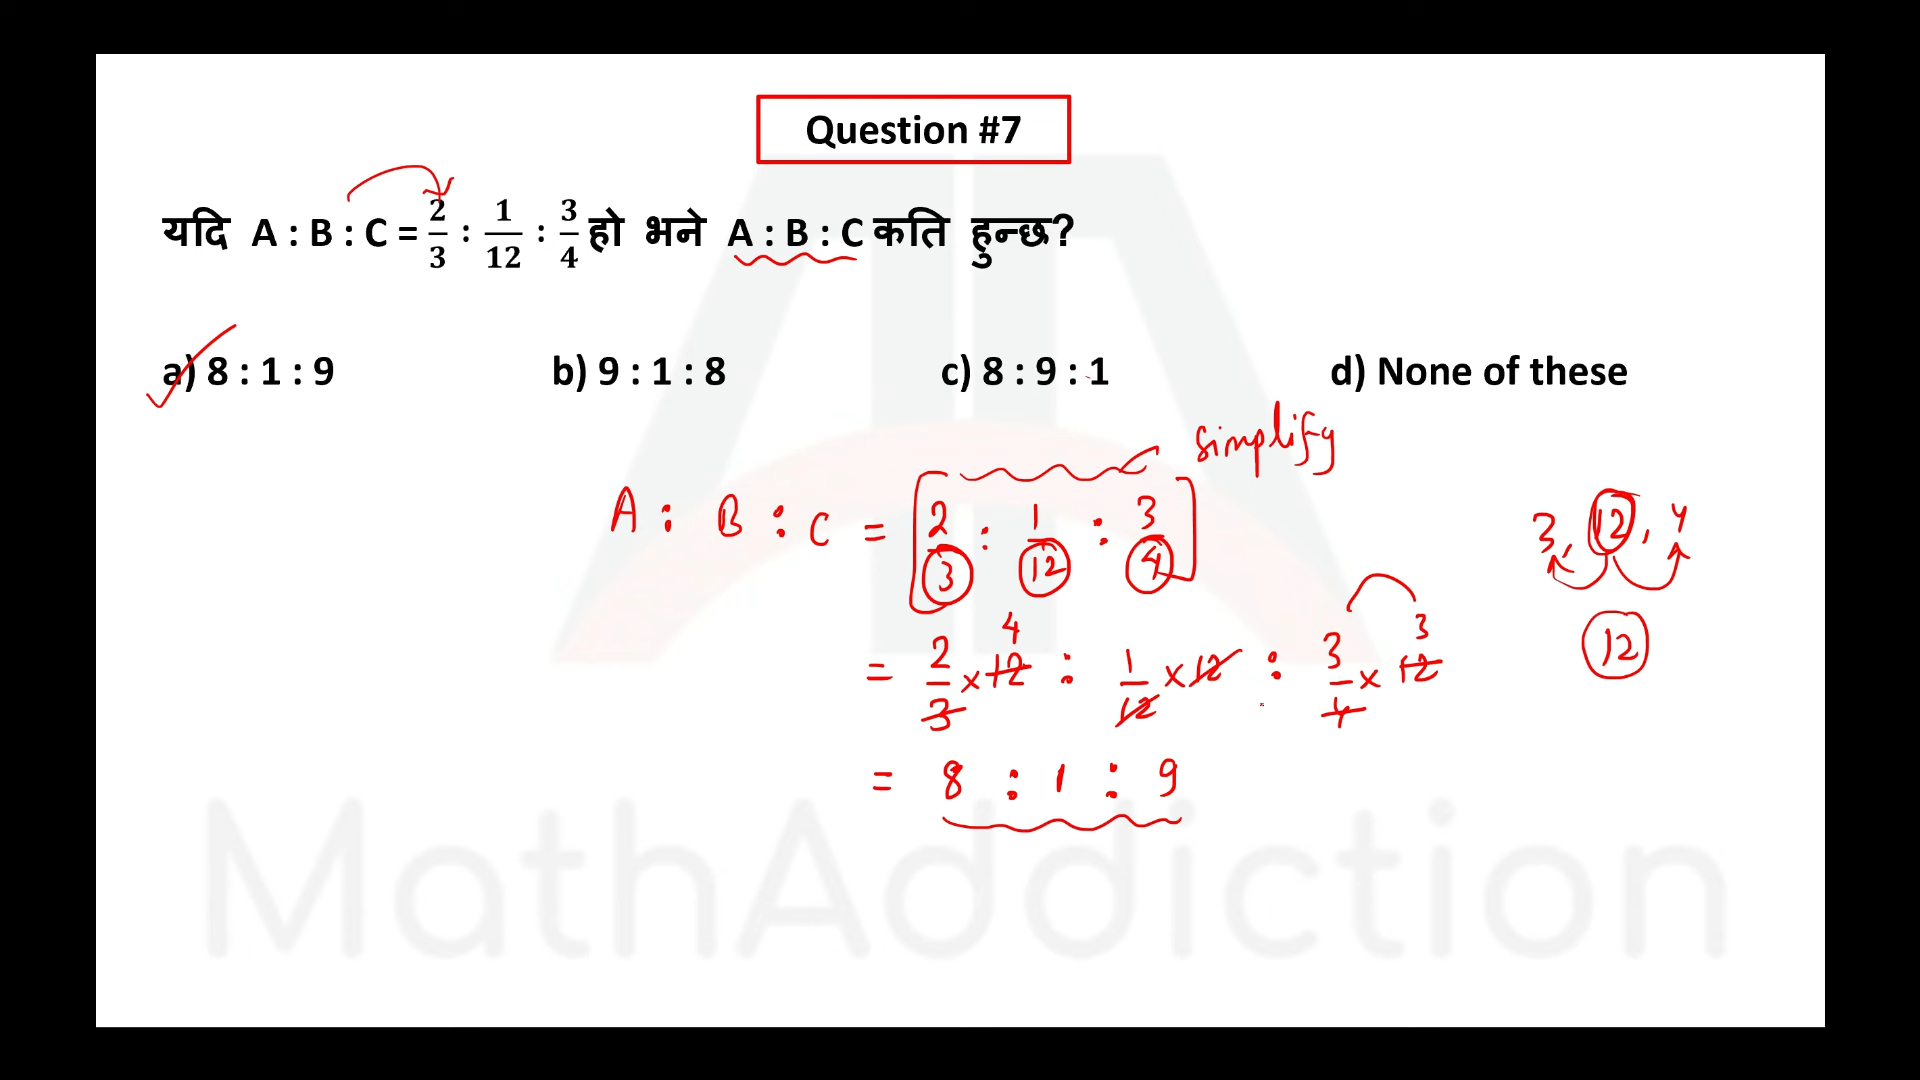 Question #7
यदि A : B : C = 2/3 : 1/12 : 3/4 हो भने A : B : C कति हुन्छ?
a) 8 : 1 : 9 b) 9 : 1 : 8 c) 8 : 9 : 1 d) None of these
simplify
A : B : C = [2/3 : 1/12 : 3/4]
3, 12, 4
12
= 2/3 × 12 4 : 1/12 × 12 : 3/4 × 12 3
= 8 : 1 : 9
MathAddiction